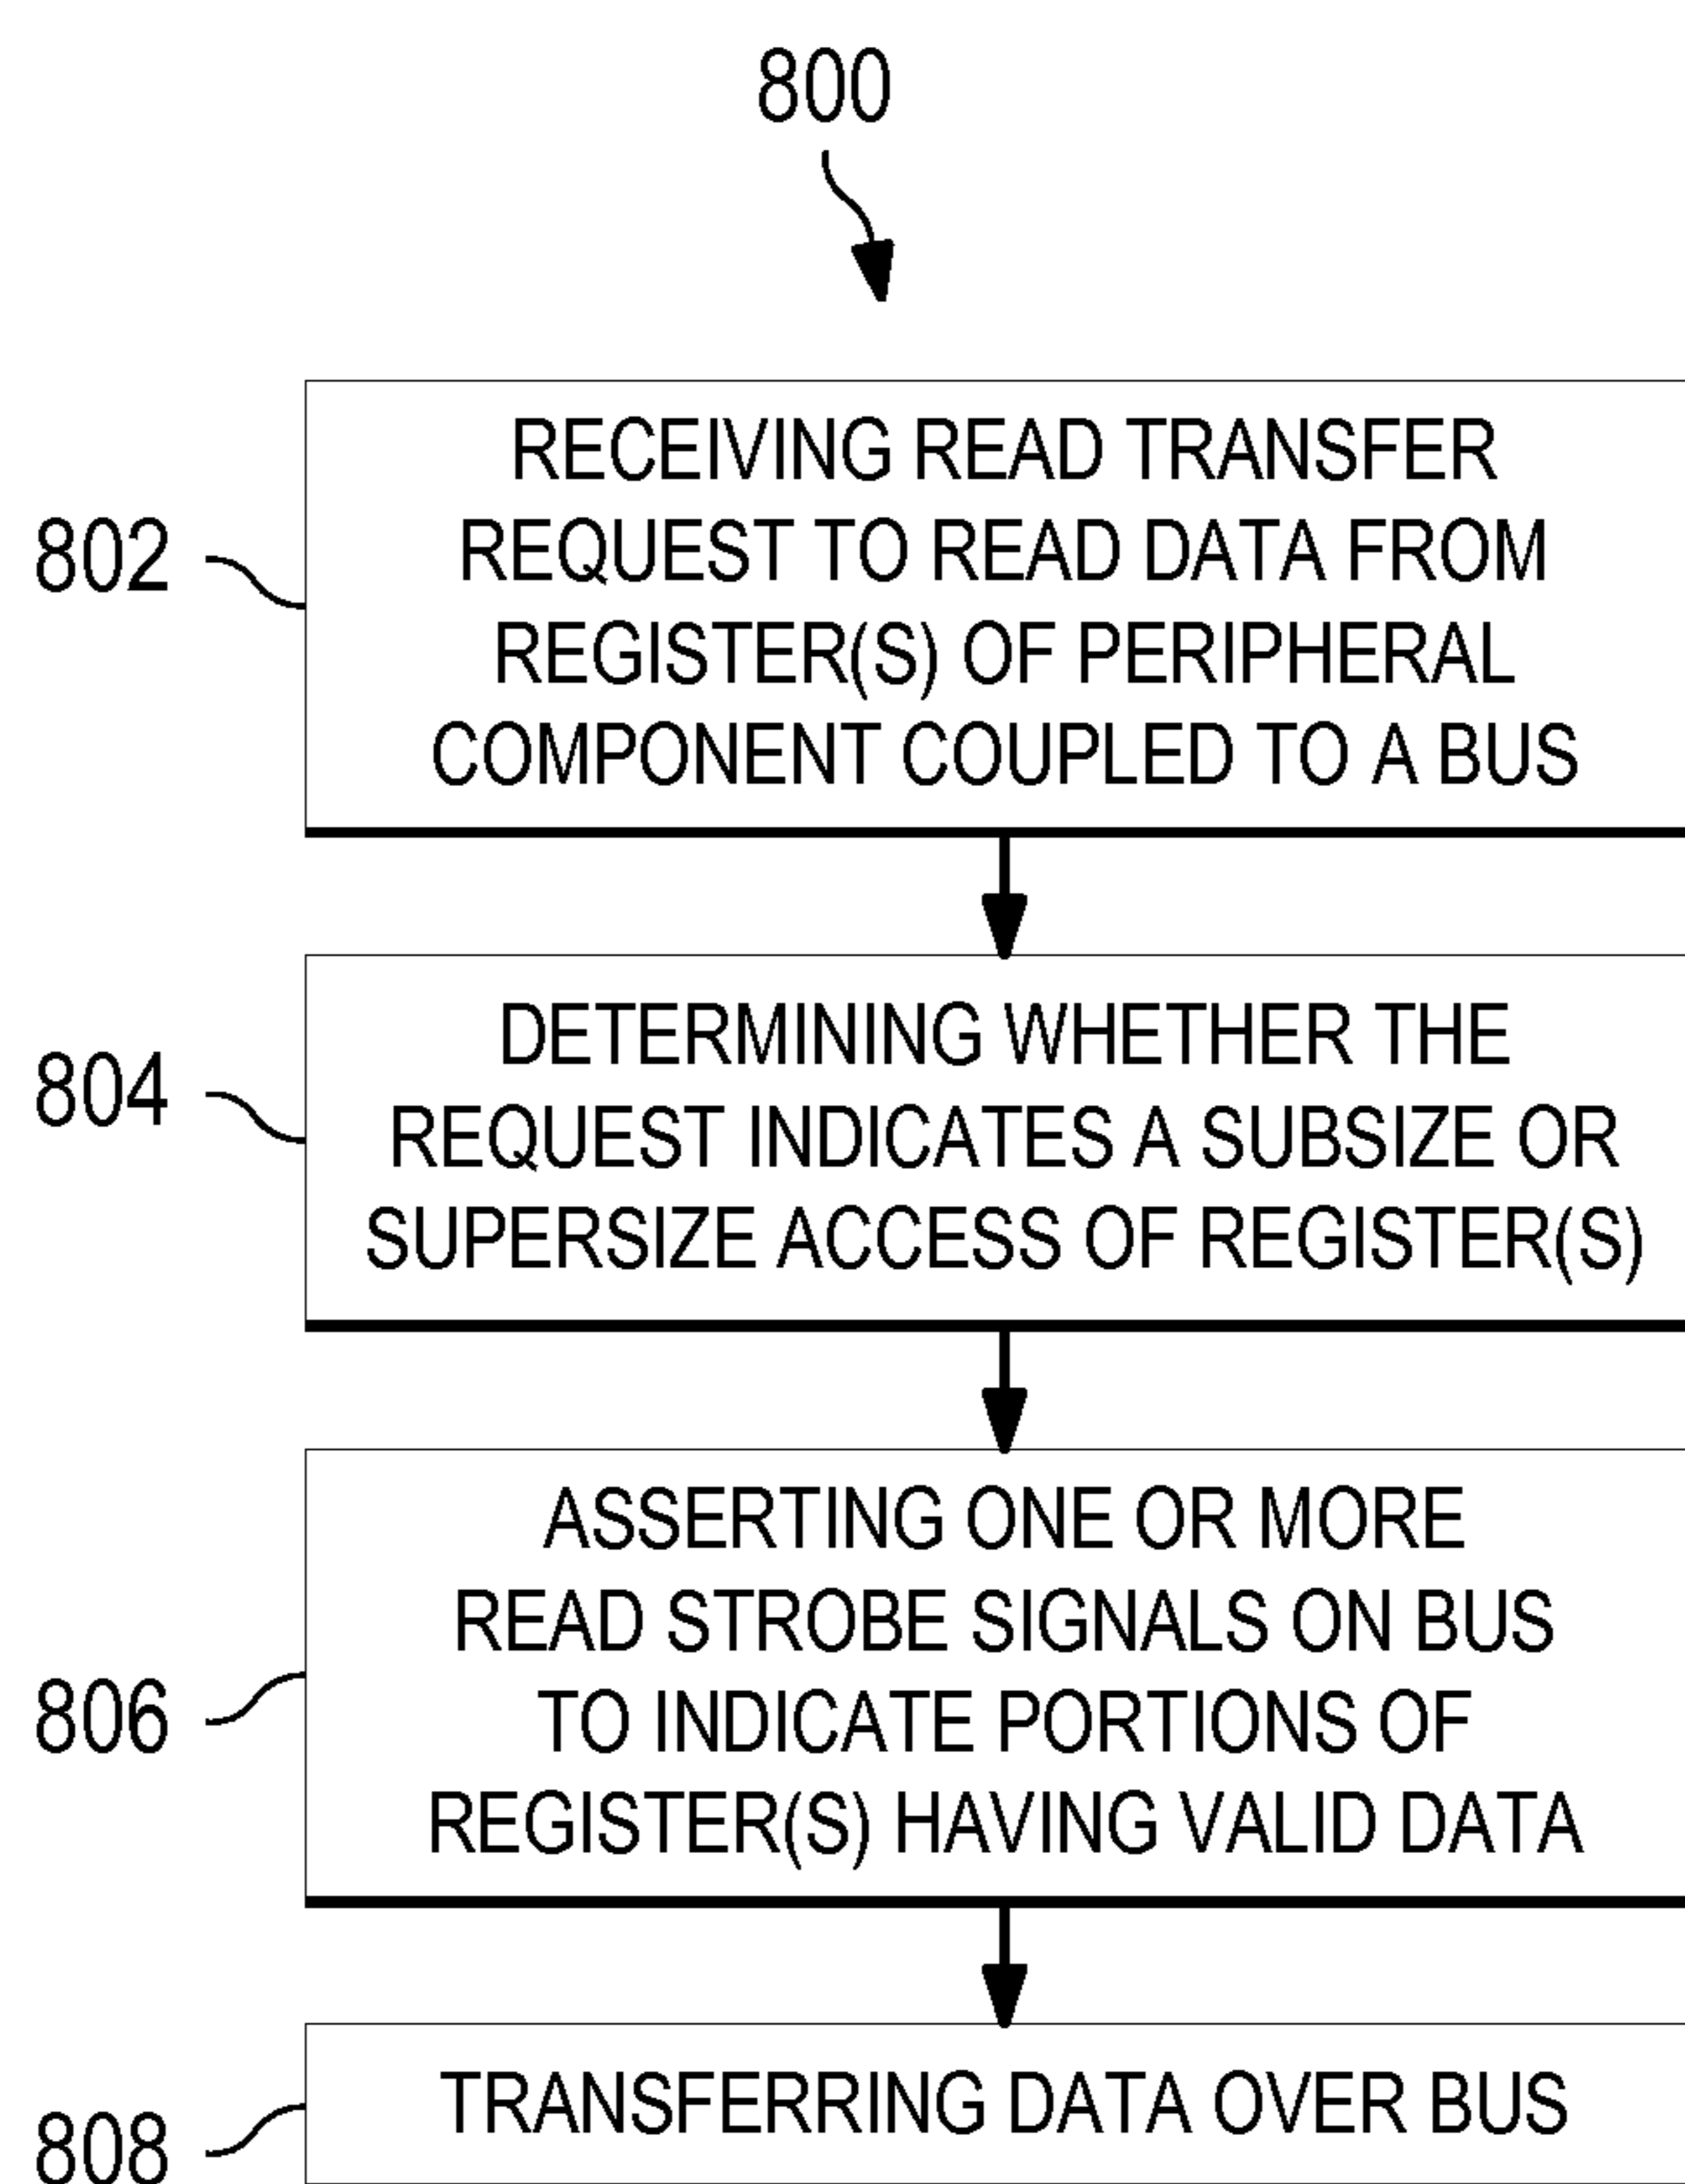 800
802
RECEIVING READ TRANSFER
REQUEST TO READ DATA FROM
REGISTER(S) OF PERIPHERAL
COMPONENT COUPLED TO A BUS
804
DETERMINING WHETHER THE
REQUEST INDICATES A SUBSIZE OR
SUPERSIZE ACCESS OF REGISTER(S)
806
ASSERTING ONE OR MORE
READ STROBE SIGNALS ON BUS
TO INDICATE PORTIONS OF
REGISTER(S) HAVING VALID DATA
808
TRANSFERRING DATA OVER BUS